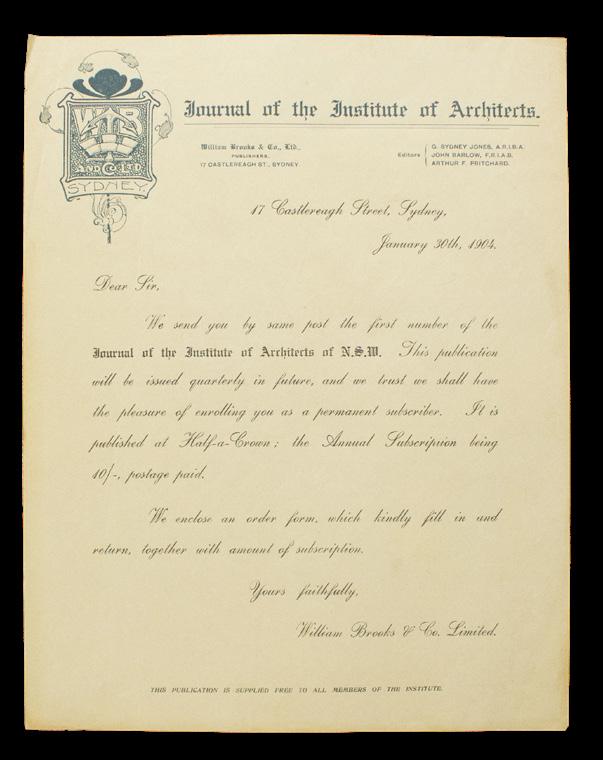 Journal of the Institute of Architects.
WB
AND Co LTD
SYDNEY.
William Brooks & Co., Ltd.,
PUBLISHERS,
17 CASTLEREAGH ST., SYDNEY.
Editors
G. SYDNEY JONES, A.R.I.B.A.
JOHN BARLOW, F.R.I.A.B.
ARTHUR F. PRITCHARD.
17 Castlereagh Street, Sydney,
January 30th, 1904.
Dear Sir,
We send you by same post the first number of the
Journal of the Institute of Architects of N.S.W. This publication
will be issued quarterly in future, and we trust we shall have
the pleasure of enrolling you as a permanent subscriber. It is
published at Half-a-Crown; the Annual Subscripiion being
10/-, postage paid.
We enclose an order form, which kindly fill in and
return, together with amount of subscription.
Yours faithfully,
William Brooks & Co. Limited.
THIS PUBLICATION IS SUPPLIED FREE TO ALL MEMBERS OF THE INSTITUTE.